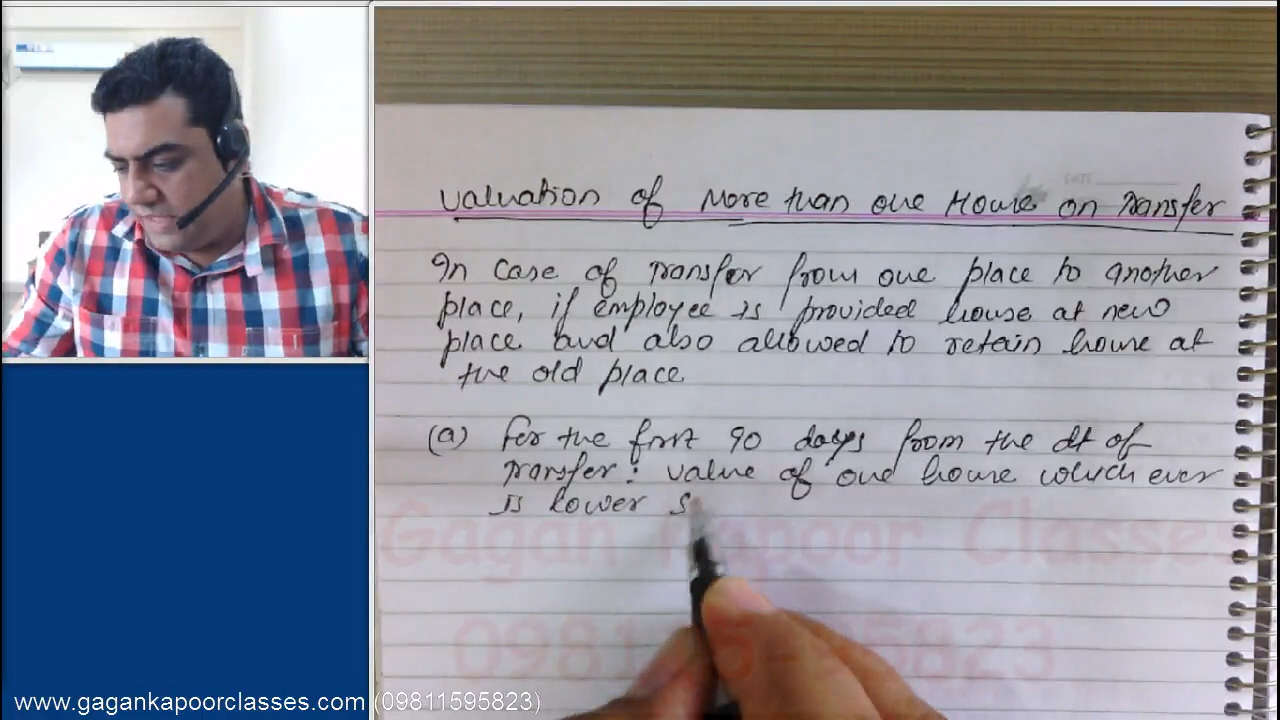 Valuation of More than one House on Transfer
In case of Transfer from one place to another
place, if employee is provided house at new
place and also allowed to retain house at
the old place
(a) for the first 90 days from the dt of
Transfer: value of one house which ever
is lower s
Gagan Kapoor Classes
www.gagankapoorclasses.com (09811595823)